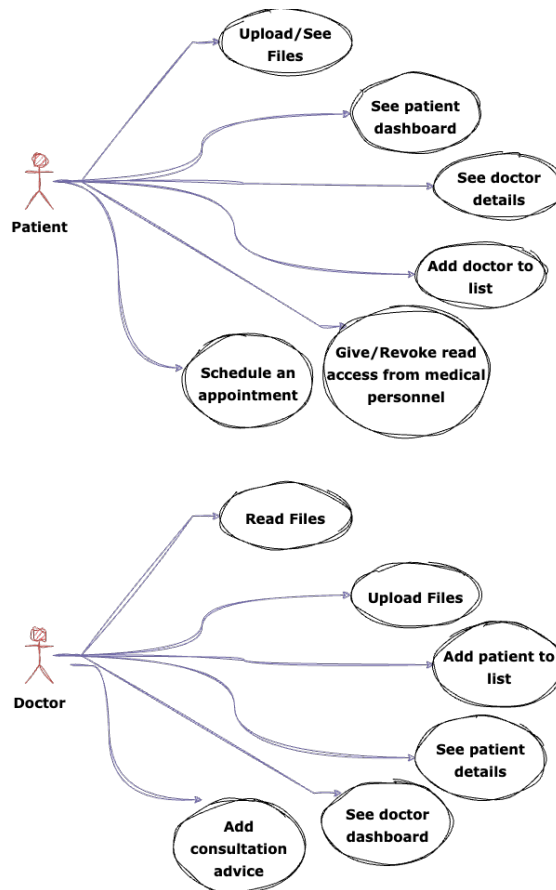 Upload/See
Files
See patient
dashboard
See doctor
details
Patient
Add doctor to
list
Give/Revoke read
access from medical
personnel
Schedule an
appointment
Read Files
Upload Files
Add patient to
list
Doctor
See patient
details
See doctor
dashboard
Add
consultation
advice